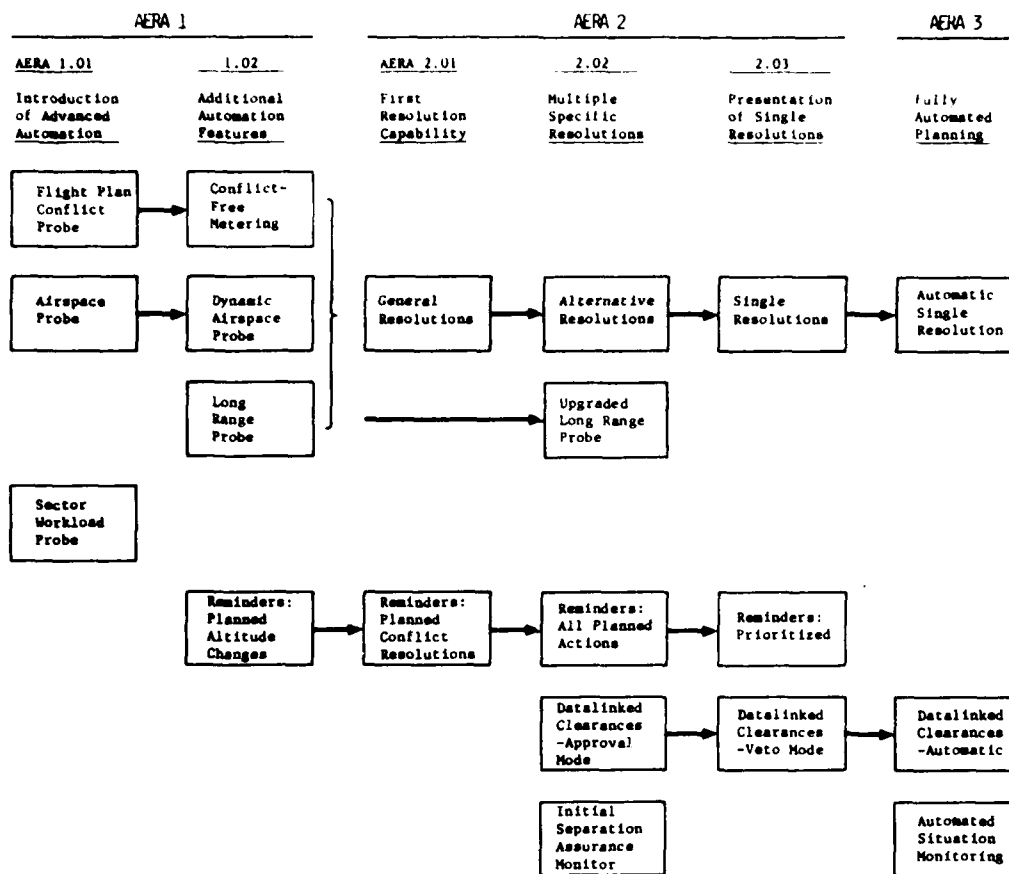 AERA 1
AERA 2
AERA 3
AERA 1.01
1.02
AERA 2.01
2.02
2.03
Introduction
of Advanced
Automation
Additional
Automation
Features
First
Resolution
Capability
Multiple
Specific
Resolutions
Presentation
of Single
Resolutions
Fully
Automated
Planning
Flight Plan
Conflict
Probe
Conflict-
Free
Metering
Airspace
Probe
Dynamic
Airspace
Probe
General
Resolutions
Alternative
Resolutions
Single
Resolutions
Automatic
Single
Resolution
Long
Range
Probe
Upgraded
Long Range
Probe
Sector
Workload
Probe
Reminders:
Planned
Altitude
Changes
Reminders:
Planned
Conflict
Resolutions
Reminders:
All Planned
Actions
Reminders:
Prioritized
Datalinked
Clearances
-Approval
Mode
Datalinked
Clearances
-Veto Mode
Datalinked
Clearances
-Automatic
Initial
Separation
Assurance
Monitor
Automated
Situation
Monitoring